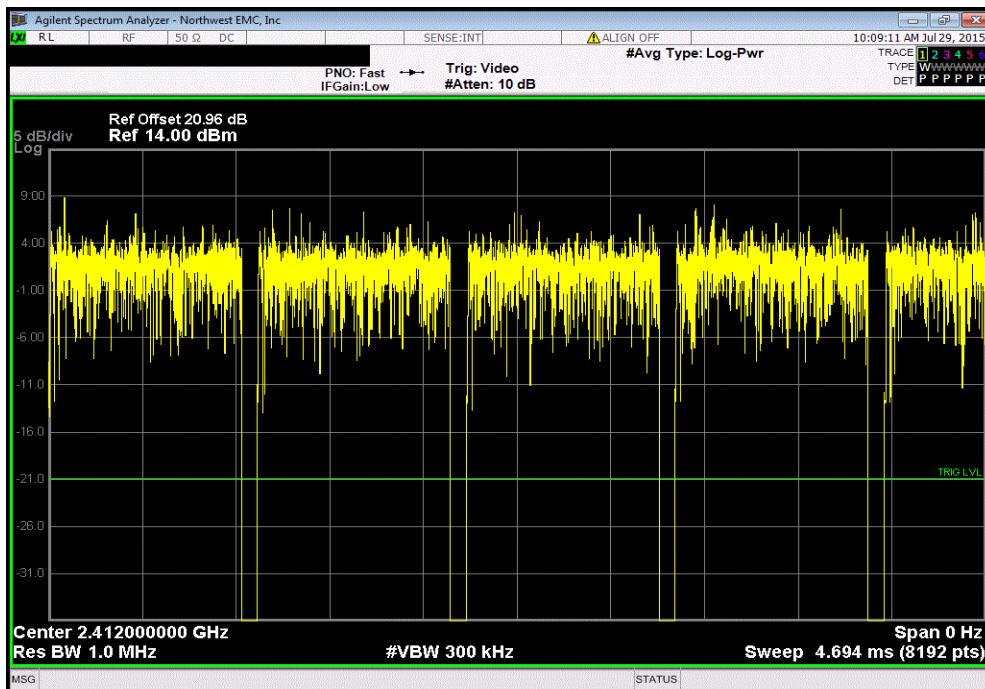 Agilent Spectrum Analyzer - Northwest EMC, Inc
LXI RL RF 50 Ω DC SENSE:INT ALIGN OFF 10:09:11 AM Jul 29, 2015
#Avg Type: Log-Pwr TRACE 1 2 3 4 5 6
PNO: Fast Trig: Video TYPE WWWWWW
IFGain:Low #Atten: 10 dB DET P P P P P P
Ref Offset 20.96 dB
5 dB/div Ref 14.00 dBm
Log
9.00
4.00
-1.00
-6.00
-11.0
-16.0
-21.0 TRIG LVL
-26.0
-31.0
Center 2.412000000 GHz Span 0 Hz
Res BW 1.0 MHz #VBW 300 kHz Sweep 4.694 ms (8192 pts)
MSG STATUS